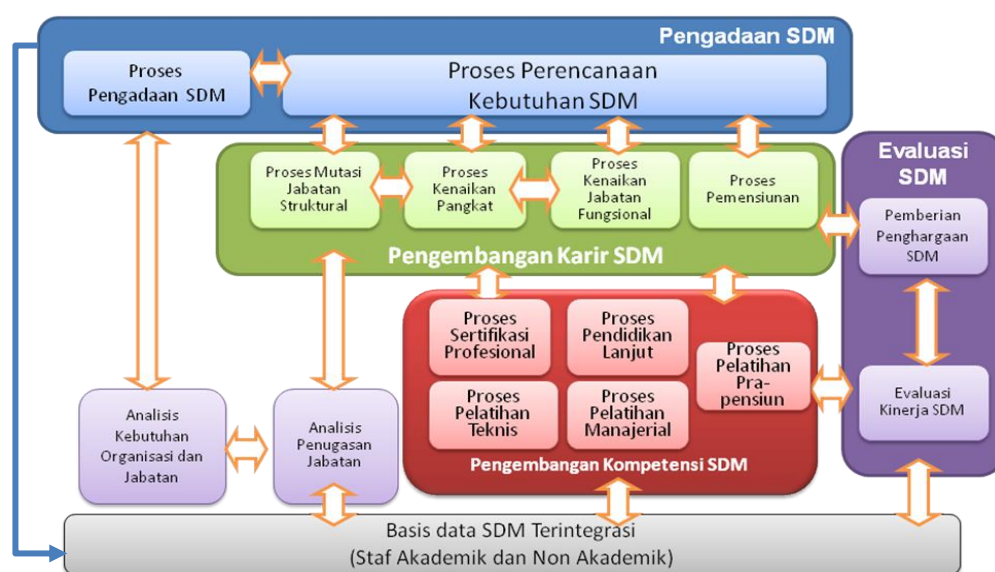 Pengadaan SDM
Proses
Pengadaan SDM
Proses Perencanaan
Kebutuhan SDM
Proses Mutasi
Jabatan
Struktural
Proses
Kenaikan
Pangkat
Proses
Kenaikan
Jabatan
Fungsional
Proses
Pemensiunan
Pengembangan Karir SDM
Evaluasi
SDM
Pemberian
Penghargaan
SDM
Evaluasi
Kinerja SDM
Proses
Sertifikasi
Profesional
Proses
Pendidikan
Lanjut
Proses
Pelatihan
Pra-
pensiun
Proses
Pelatihan
Teknis
Proses
Pelatihan
Manajerial
Pengembangan Kompetensi SDM
Analisis
Kebutuhan
Organisasi dan
Jabatan
Analisis
Penugasan
Jabatan
Basis data SDM Terintegrasi
(Staf Akademik dan Non Akademik)